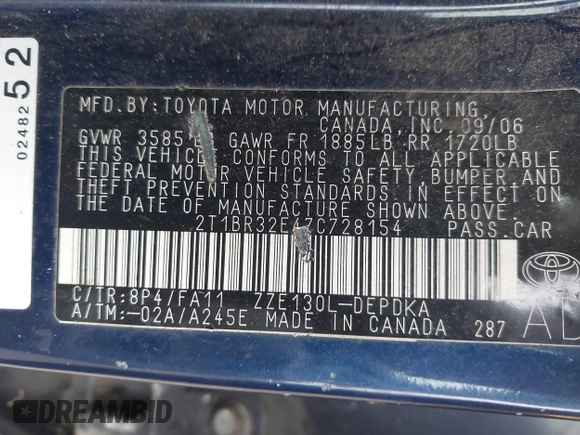 02482 52
MFD.BY:TOYOTA MOTOR MANUFACTURING,
CANADA, INC. 09/06
GVWR 3585 GAWR FR 1885LB RR 1720LB
THIS VEHICLE CONFORMS TO ALL APPLICABLE
FEDERAL MOTOR VEHICLE SAFETY BUMPER AND
THEFT PREVENTION STANDARDS IN EFFECT ON
THE DATE OF MANUFACTURE SHOWN ABOVE.
PASS.CAR
C/TR:8P4/FA11 ZZE130L-DEPDKA
A/TM:-02A/A245E MADE IN CANADA 287
TOYOTA
DREAMBID